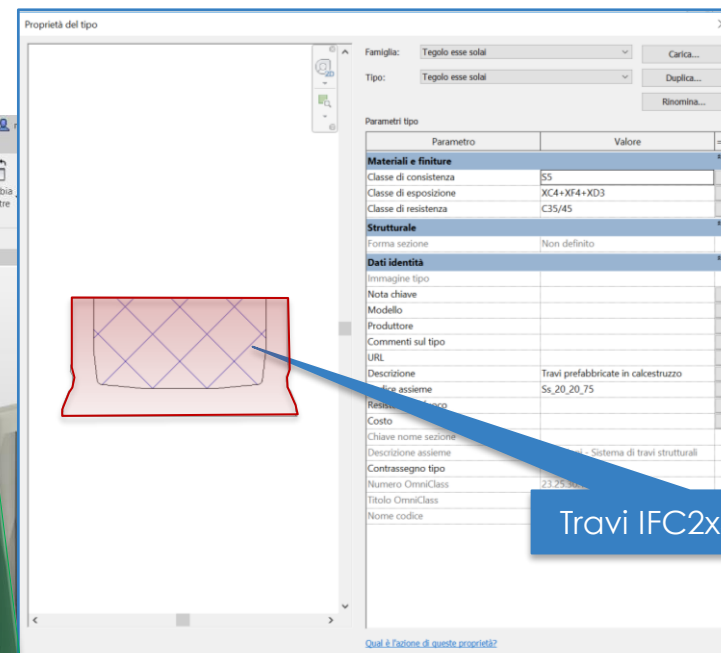 Proprietà del tipo
Famiglia: Tegolo esse solai Carica...
2D
Tipo: Tegolo esse solai Duplica...
Rinomina...
Parametri tipo
Parametro Valore =
Materiali e finiture
Classe di consistenza S5
Classe di esposizione XC4+XF4+XD3
Classe di resistenza C35/45
Strutturale
Forma sezione Non definito
Dati identità
Immagine tipo
Nota chiave
Modello
Produttore
Commenti sul tipo
URL
Descrizione Travi prefabbricate in calcestruzzo
assieme Ss_20_20_75
Costo
Chiave nome sezione
Descrizione assieme - Sistema di travi strutturali
Contrassegno tipo
Numero OmniClass 23.25.30
Titolo OmniClass
Nome codice
Travi IFC2x
Qual è l'azione di queste proprietà?